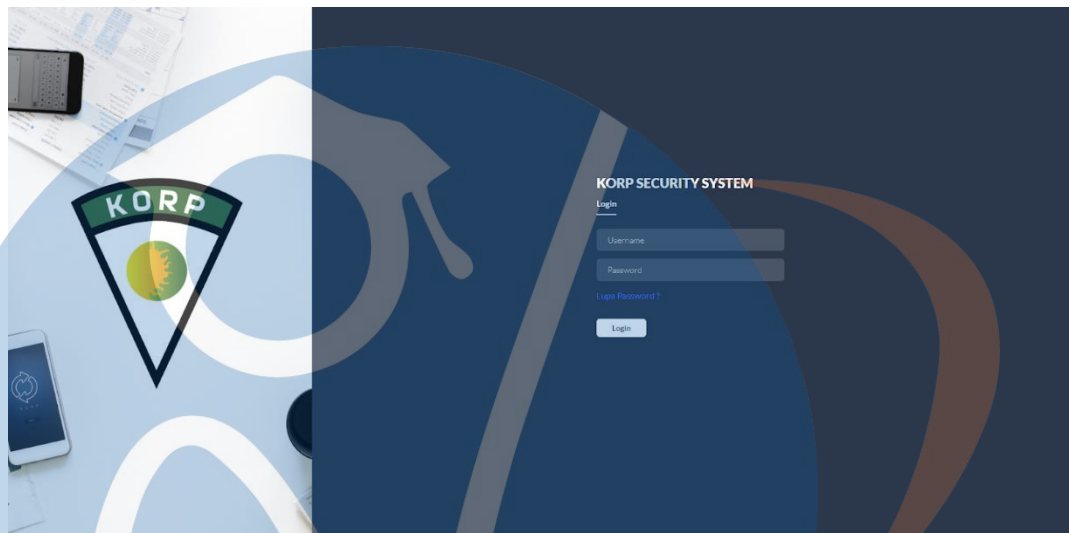 KORP
KORP SECURITY SYSTEM
Login
Username
Password
Lupa Password ?
Login